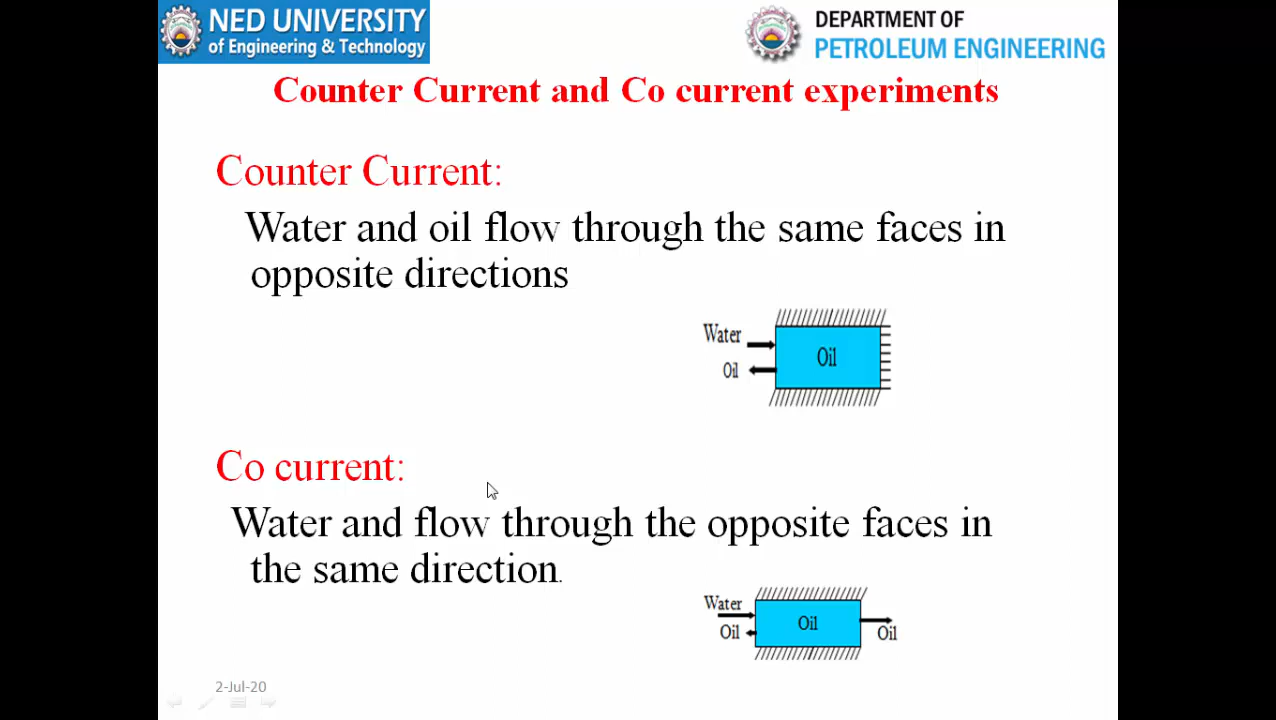 NED UNIVERSITY
of Engineering & Technology
DEPARTMENT OF
PETROLEUM ENGINEERING
Counter Current and Co current experiments
Counter Current:
Water and oil flow through the same faces in
opposite directions
Water
Oil
Oil
Co current:
Water and flow through the opposite faces in
the same direction.
Water
Oil
Oil
Oil
2-Jul-20